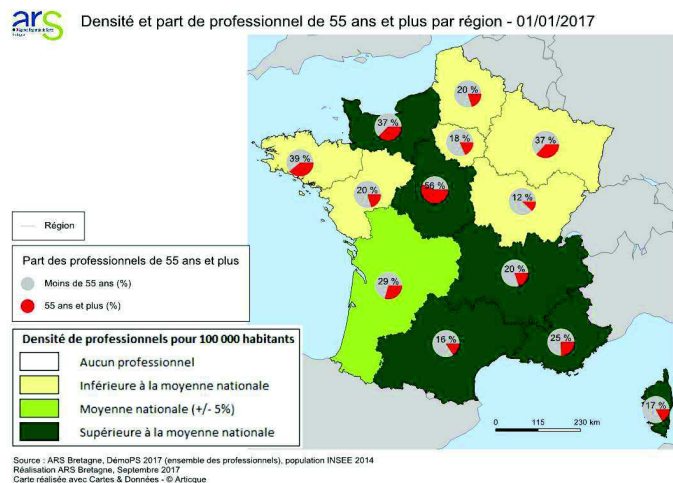 ars
Densité et part de professionnel de 55 ans et plus par région - 01/01/2017
20 %
37 %
18 %
37 %
39 %
20 %
56 %
12 %
29 %
20 %
16 %
25 %
17 %
Région
Part des professionnels de 55 ans et plus
Moins de 55 ans (%)
55 ans et plus (%)
Densité de professionnels pour 100 000 habitants
Aucun professionnel
Inférieure à la moyenne nationale
Moyenne nationale (+/- 5%)
Supérieure à la moyenne nationale
0 115 230 km
Source : ARS Bretagne, DémoPS 2017 (ensemble des professionnels), population INSEE 2014
Réalisation ARS Bretagne, Septembre 2017
Carte réalisée avec Cartes & Données - © Articque